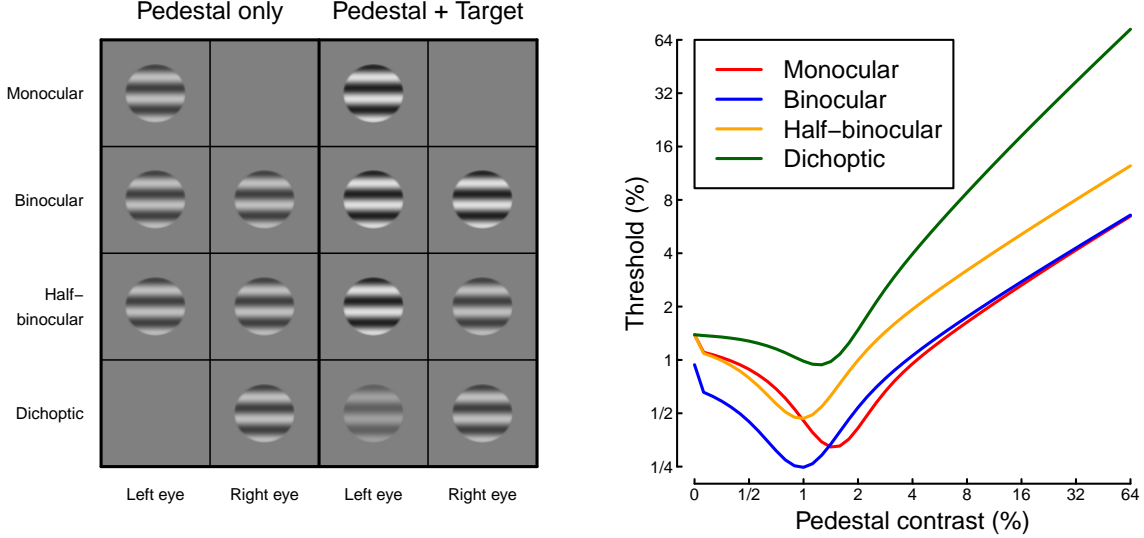 Pedestal only
Pedestal + Target
Monocular
Binocular
Half−
binocular
Dichoptic
Left eye
Right eye
Left eye
Right eye
64
32
16
8
4
2
1
1/2
1/4
Threshold (%)
Monocular
Binocular
Half−binocular
Dichoptic
0
1/2
1
2
4
8
16
32
64
Pedestal contrast (%)